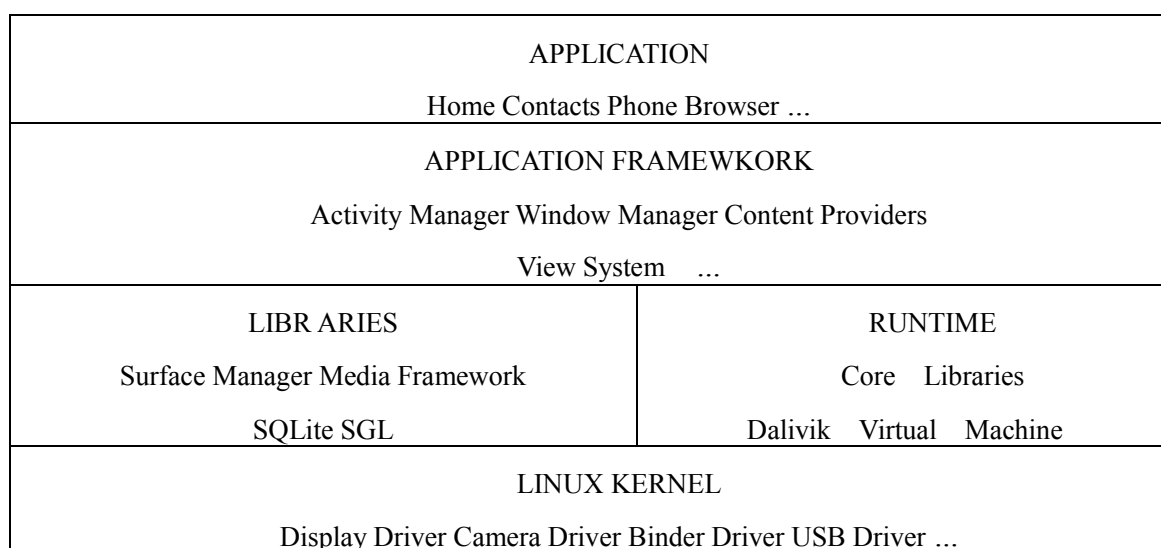 APPLICATION
Home Contacts Phone Browser …
APPLICATION FRAMEWKORK
Activity Manager Window Manager Content Providers
View System …
LIBR ARIES
Surface Manager Media Framework
SQLite SGL
RUNTIME
Core Libraries
Dalivik Virtual Machine
LINUX KERNEL
Display Driver Camera Driver Binder Driver USB Driver …